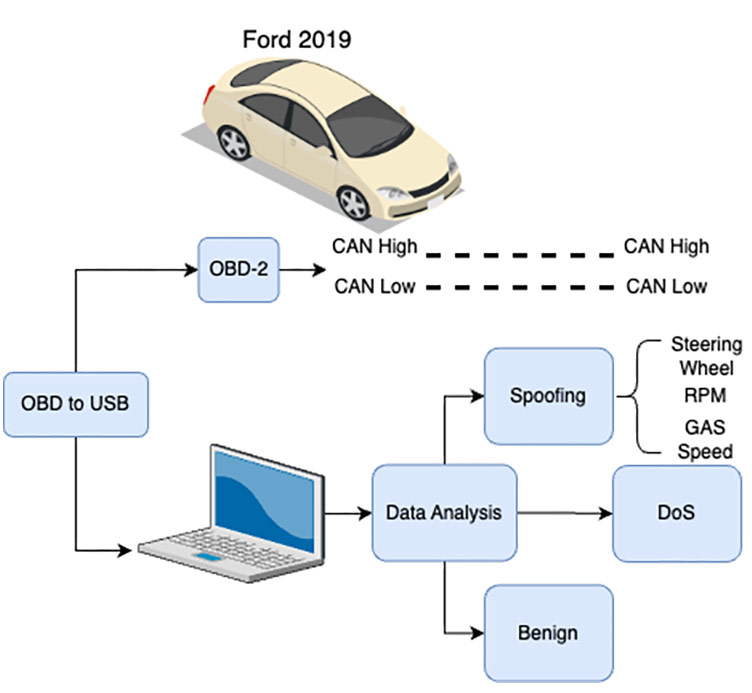 Ford 2019
CAN High
CAN High
OBD-2
CAN Low
CAN Low
OBD to USB
Steering
Wheel
RPM
GAS
Speed
Spoofing
Data Analysis
DoS
Benign